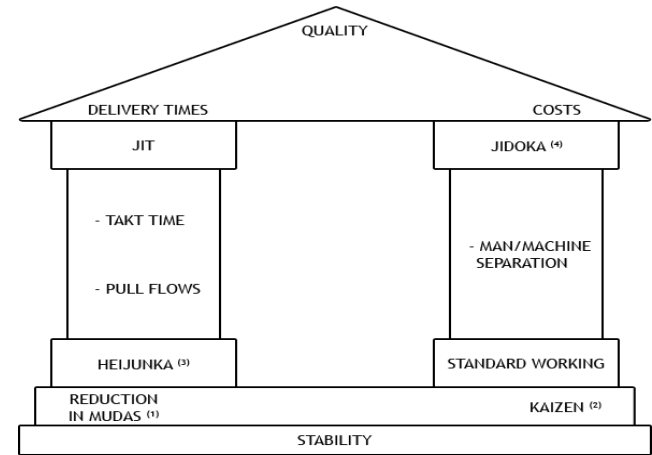 QUALITY
DELIVERY TIMES
COSTS
JIT
JIDOKA (4)
- TAKT TIME
- PULL FLOWS
- MAN/MACHINE
SEPARATION
HEIJUNKA (3)
STANDARD WORKING
REDUCTION
IN MUDAS (1)
KAIZEN (2)
STABILITY